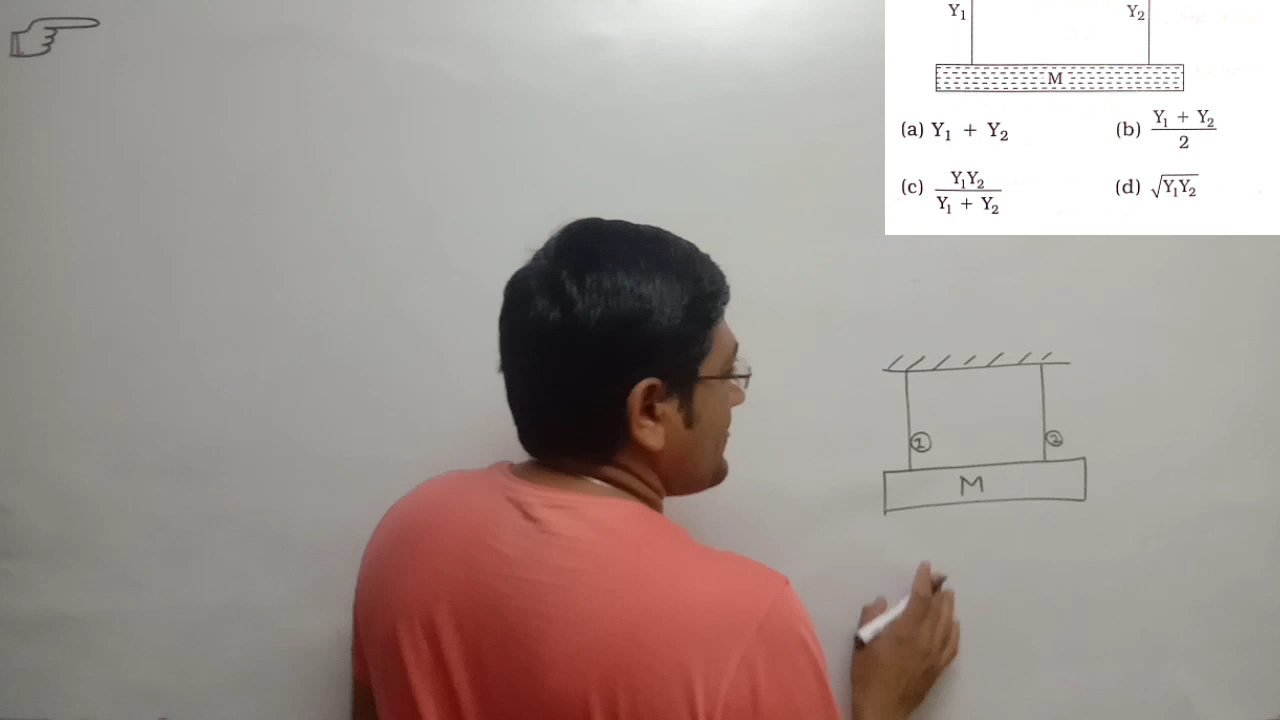 Y₁ Y₂
M
(a) Y₁ + Y₂ (b) (Y₁ + Y₂)/2
(c) Y₁Y₂/(Y₁ + Y₂) (d) √(Y₁Y₂)
① ②
M